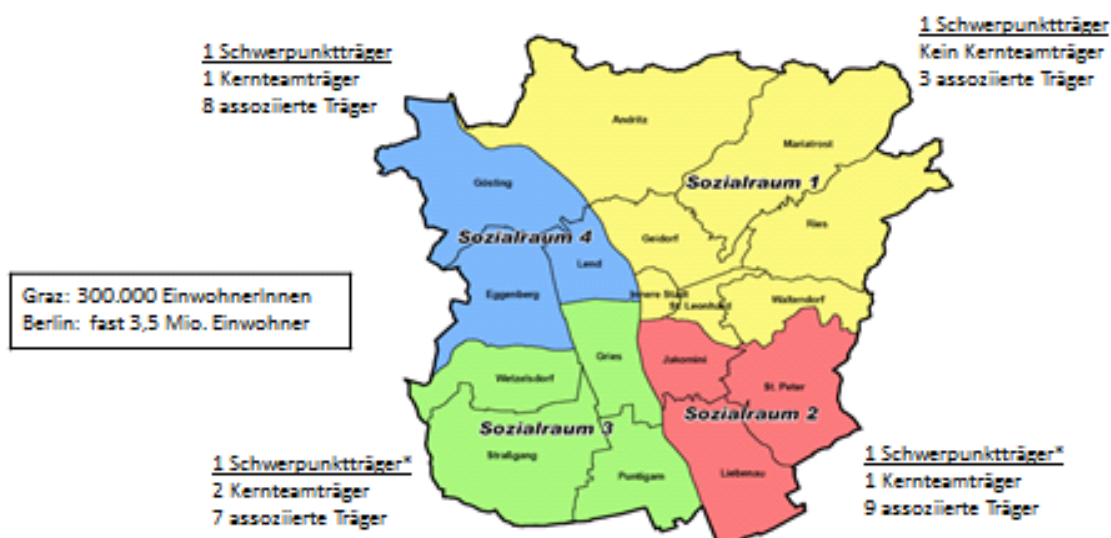 1 Schwerpunktträger
1 Kernteamträger
8 assoziierte Träger
1 Schwerpunktträger
Kein Kernteamträger
3 assoziierte Träger
Andritz
Mariatrost
Gösting
Sozialraum 1
Ries
Geidorf
Sozialraum 4
Lend
Eggenberg
Innere Stadt
St. Leonhard
Waltendorf
Graz: 300.000 EinwohnerInnen
Berlin: fast 3,5 Mio. Einwohner
Gries
Jakomini
Wetzelsdorf
St. Peter
Sozialraum 2
Sozialraum 3
Straßgang
Puntigam
Liebenau
1 Schwerpunktträger*
2 Kernteamträger
7 assoziierte Träger
1 Schwerpunktträger*
1 Kernteamträger
9 assoziierte Träger